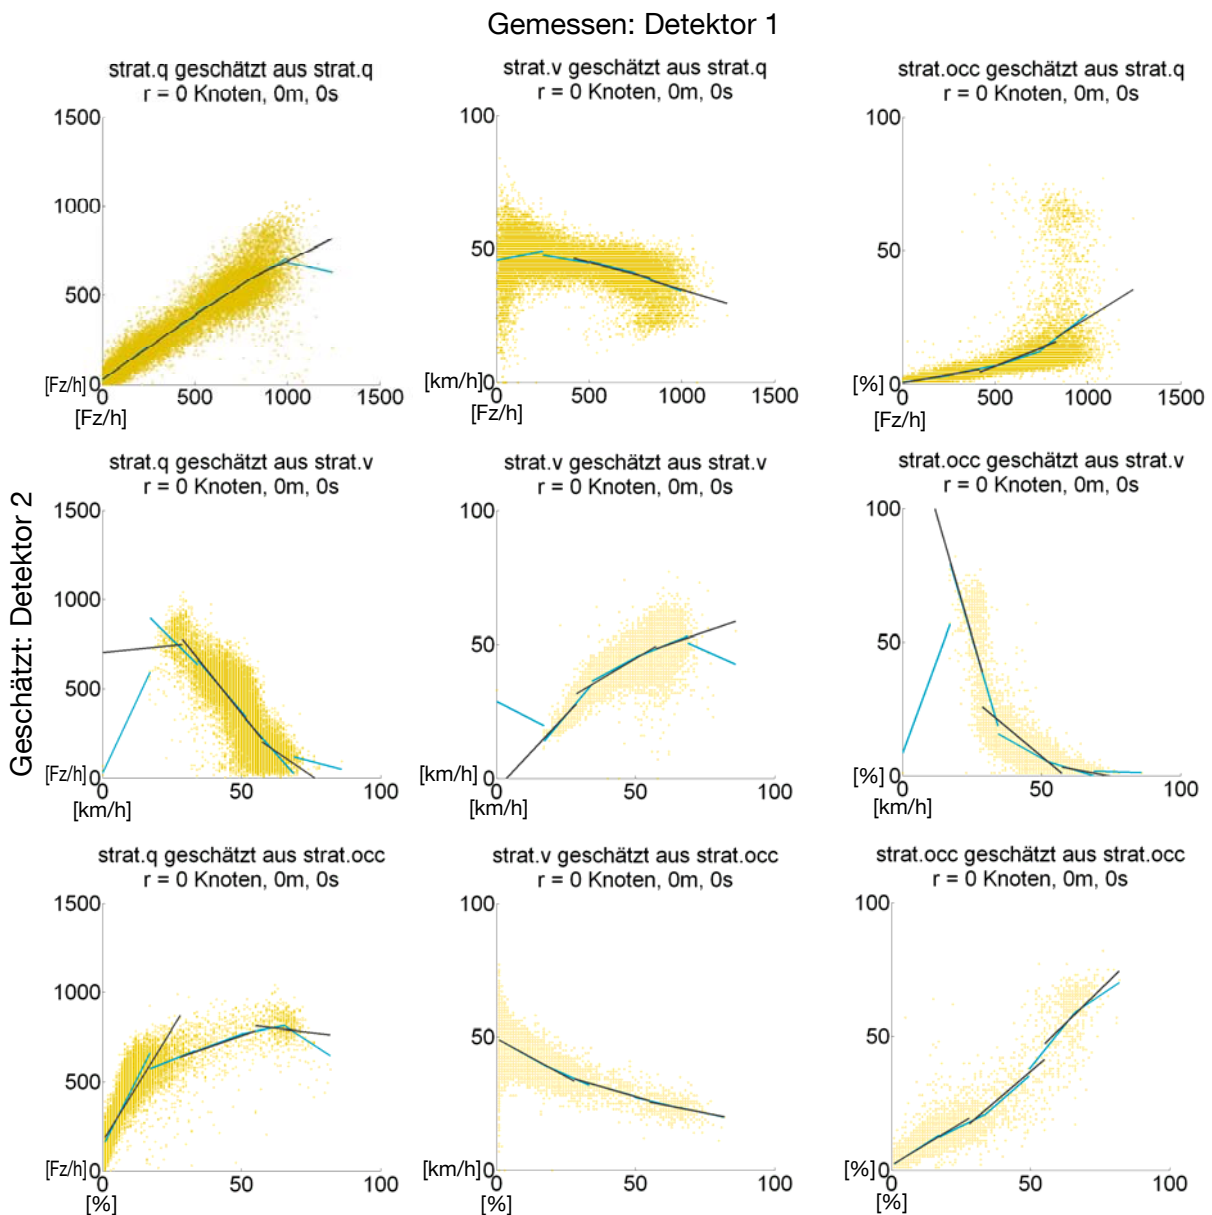 Gemessen: Detektor 1
Geschätzt: Detektor 2
strat.q geschätzt aus strat.q
r = 0 Knoten, 0m, 0s
1500
1000
500
[Fz/h] 0
0 500 1000 1500
[Fz/h]
strat.v geschätzt aus strat.q
r = 0 Knoten, 0m, 0s
100
50
[km/h] 0
0 500 1000 1500
[Fz/h]
strat.occ geschätzt aus strat.q
r = 0 Knoten, 0m, 0s
100
50
[%] 0
0 500 1000 1500
[Fz/h]
strat.q geschätzt aus strat.v
r = 0 Knoten, 0m, 0s
1500
1000
500
[Fz/h] 0
0 50 100
[km/h]
strat.v geschätzt aus strat.v
r = 0 Knoten, 0m, 0s
100
50
[km/h] 0
0 50 100
[km/h]
strat.occ geschätzt aus strat.v
r = 0 Knoten, 0m, 0s
100
50
[%] 0
0 50 100
[km/h]
strat.q geschätzt aus strat.occ
r = 0 Knoten, 0m, 0s
1500
1000
500
[Fz/h] 0
0 50 100
[%]
strat.v geschätzt aus strat.occ
r = 0 Knoten, 0m, 0s
100
50
[km/h] 0
0 50 100
[%]
strat.occ geschätzt aus strat.occ
r = 0 Knoten, 0m, 0s
100
50
[%] 0
0 50 100
[%]